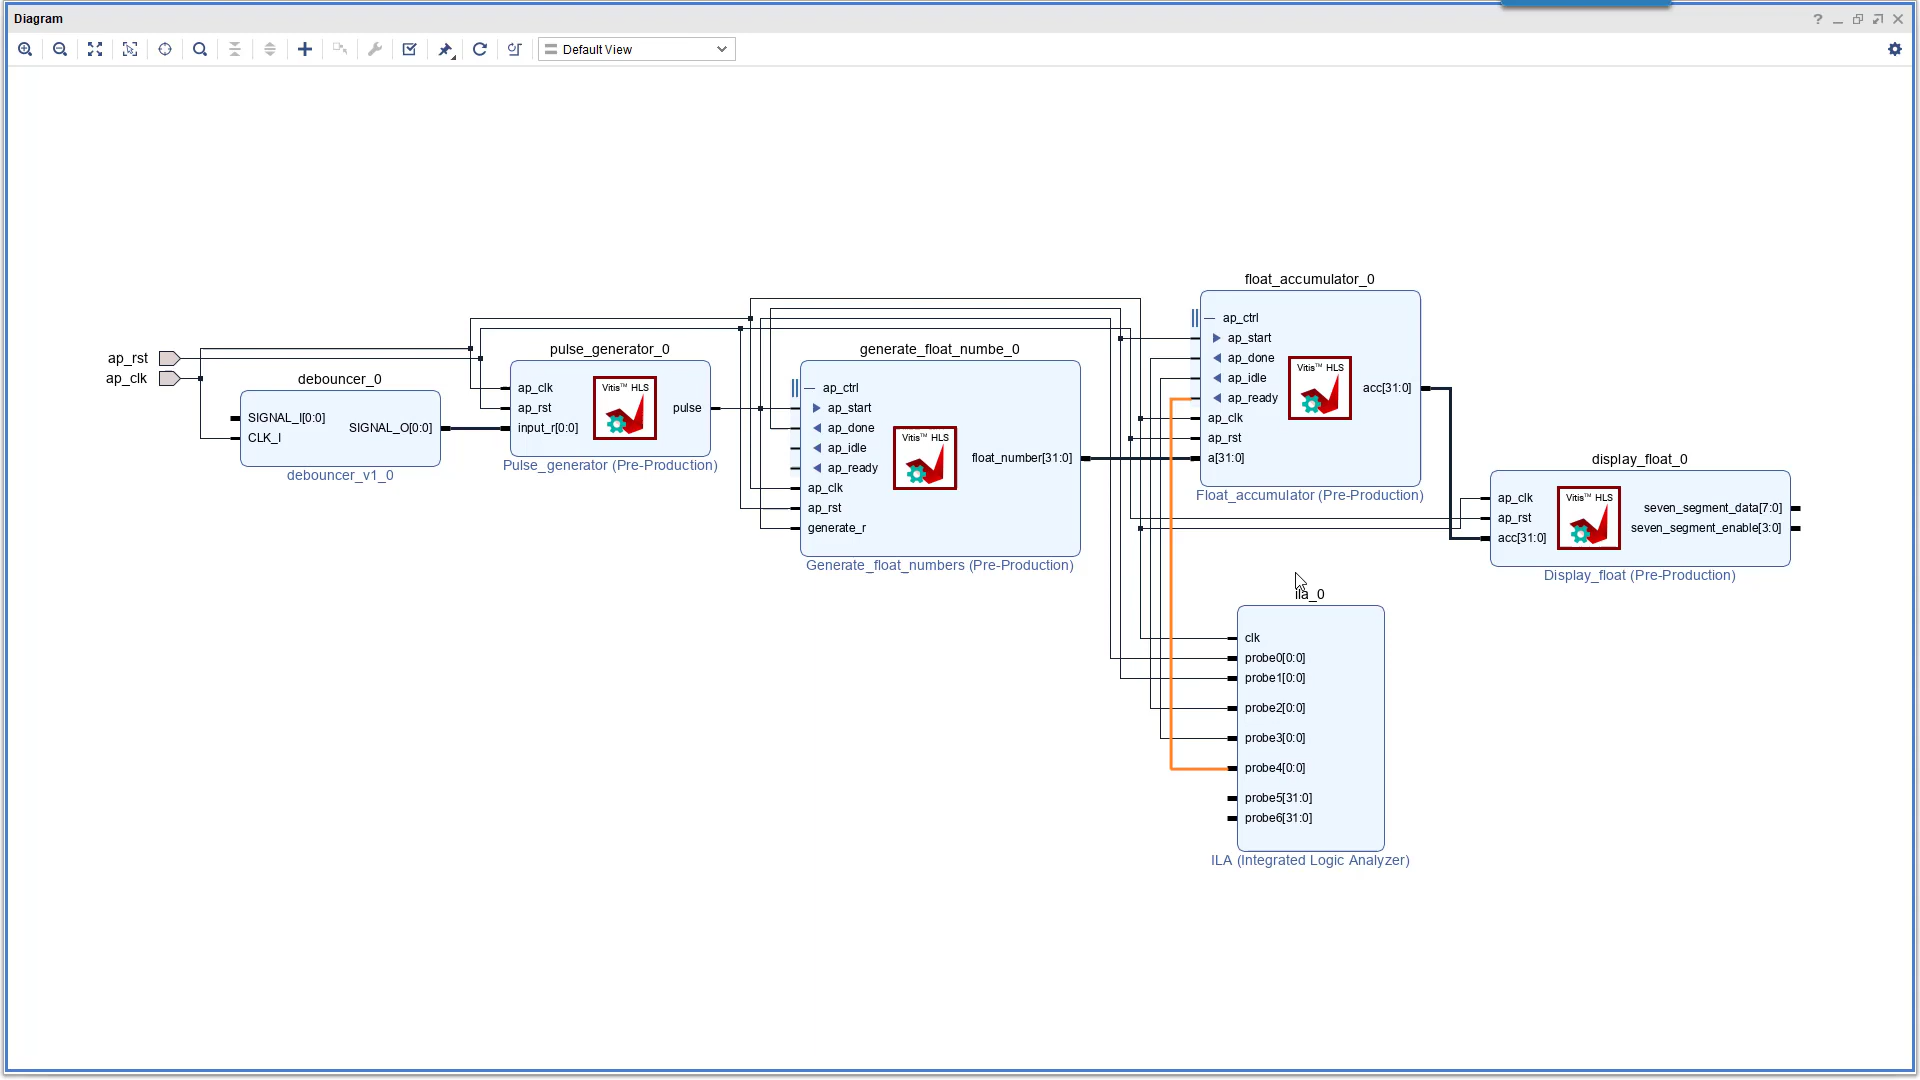 Diagram
Default View
ap_rst
ap_clk
debouncer_0
SIGNAL_I[0:0]
CLK_I
SIGNAL_O[0:0]
debouncer_v1_0
pulse_generator_0
ap_clk
ap_rst
input_r[0:0]
Vitis™ HLS
pulse
Pulse_generator (Pre-Production)
generate_float_numbe_0
ap_ctrl
ap_start
ap_done
ap_idle
ap_ready
ap_clk
ap_rst
generate_r
Vitis™ HLS
float_number[31:0]
Generate_float_numbers (Pre-Production)
float_accumulator_0
ap_ctrl
ap_start
ap_done
ap_idle
ap_ready
ap_clk
ap_rst
a[31:0]
Vitis™ HLS
acc[31:0]
Float_accumulator (Pre-Production)
display_float_0
ap_clk
ap_rst
acc[31:0]
Vitis™ HLS
seven_segment_data[7:0]
seven_segment_enable[3:0]
Display_float (Pre-Production)
ila_0
clk
probe0[0:0]
probe1[0:0]
probe2[0:0]
probe3[0:0]
probe4[0:0]
probe5[31:0]
probe6[31:0]
ILA (Integrated Logic Analyzer)